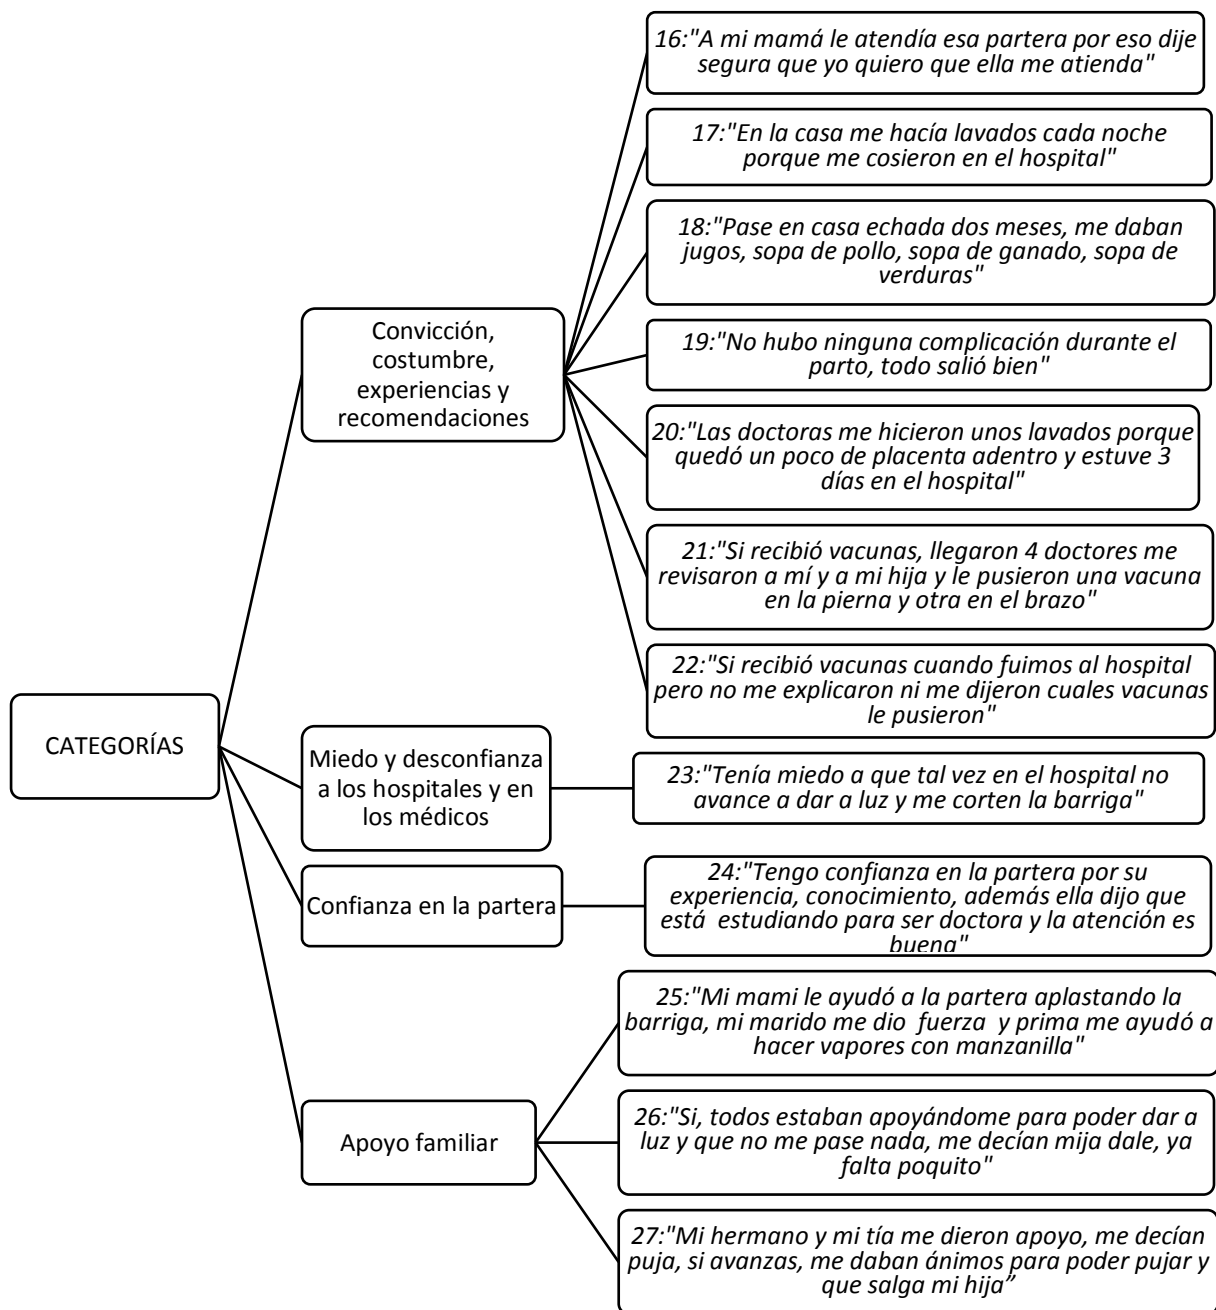 CATEGORÍAS
Convicción,
costumbre,
experiencias y
recomendaciones
16:"A mi mamá le atendía esa partera por eso dije
segura que yo quiero que ella me atienda"
17:"En la casa me hacía lavados cada noche
porque me cosieron en el hospital"
18:"Pase en casa echada dos meses, me daban
jugos, sopa de pollo, sopa de ganado, sopa de
verduras"
19:"No hubo ninguna complicación durante el
parto, todo salió bien"
20:"Las doctoras me hicieron unos lavados porque
quedó un poco de placenta adentro y estuve 3
días en el hospital"
21:"Si recibió vacunas, llegaron 4 doctores me
revisaron a mí y a mi hija y le pusieron una vacuna
en la pierna y otra en el brazo"
22:"Si recibió vacunas cuando fuimos al hospital
pero no me explicaron ni me dijeron cuales vacunas
le pusieron"
Miedo y desconfianza
a los hospitales y en
los médicos
23:"Tenía miedo a que tal vez en el hospital no
avance a dar a luz y me corten la barriga"
Confianza en la partera
24:"Tengo confianza en la partera por su
experiencia, conocimiento, además ella dijo que
está estudiando para ser doctora y la atención es
buena"
Apoyo familiar
25:"Mi mami le ayudó a la partera aplastando la
barriga, mi marido me dio fuerza y prima me ayudó a
hacer vapores con manzanilla"
26:"Si, todos estaban apoyándome para poder dar a
luz y que no me pase nada, me decían mija dale, ya
falta poquito"
27:"Mi hermano y mi tía me dieron apoyo, me decían
puja, si avanzas, me daban ánimos para poder pujar y
que salga mi hija”